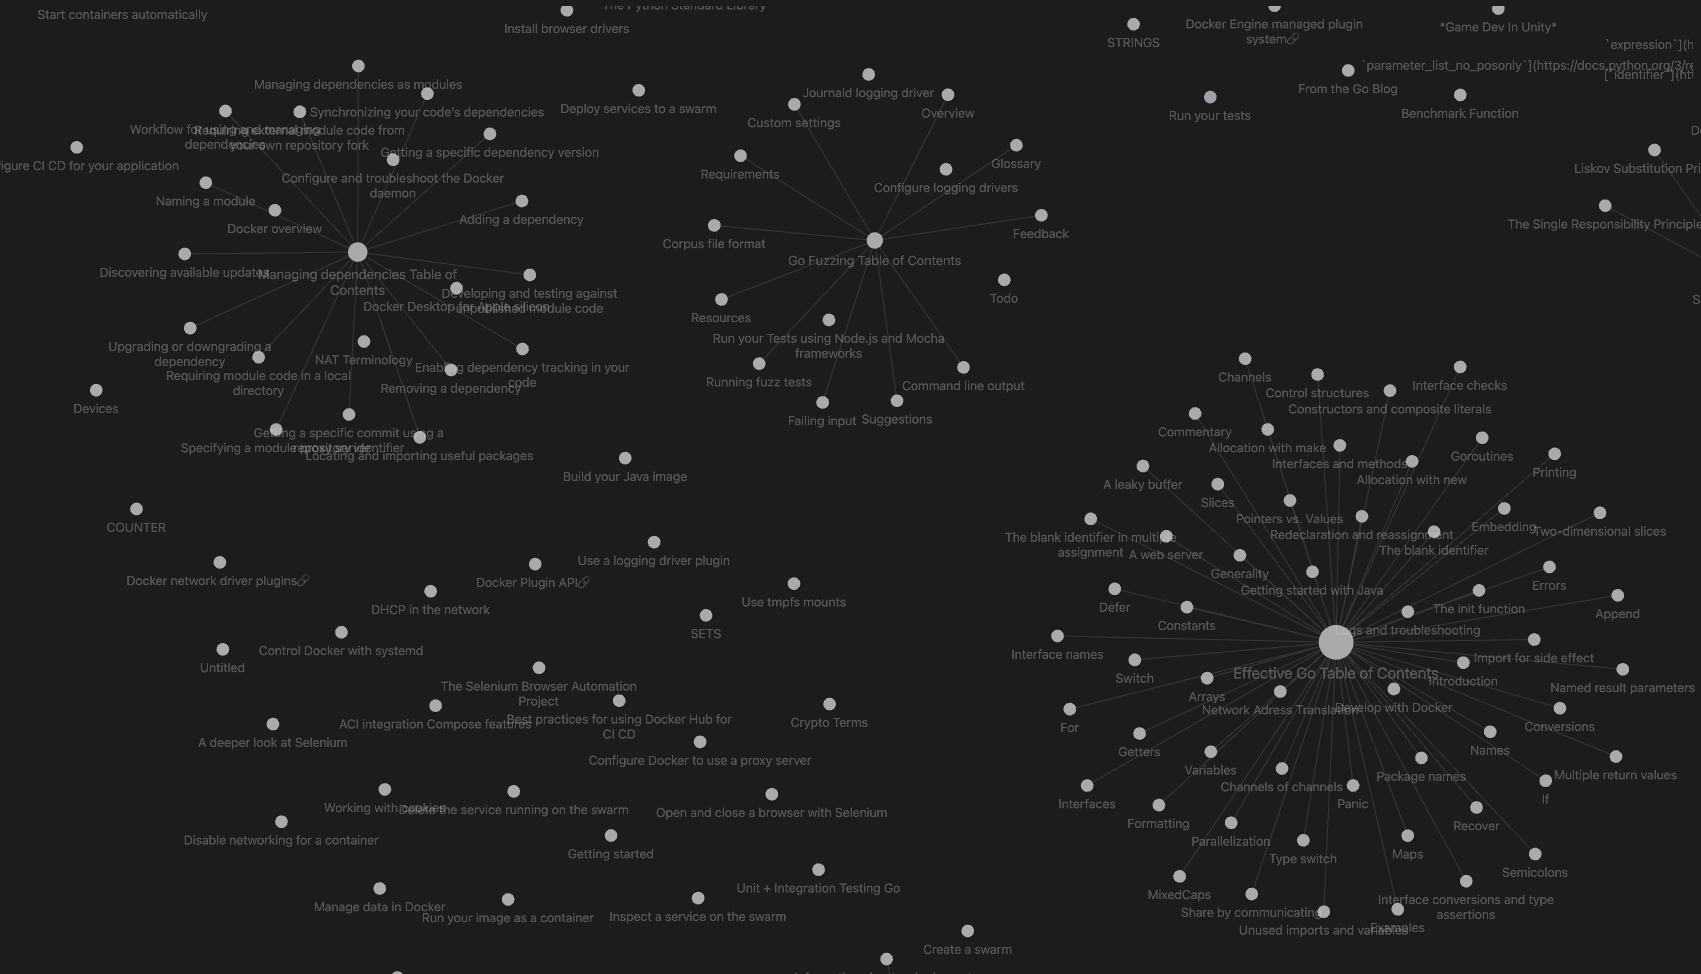 Start containers automatically
The Python Standard Library
Install browser drivers
STRINGS
Docker Engine managed plugin
system
*Game Dev In Unity*
`expression`](h
`parameter_list_no_posonly`](https://docs.python.org/3/re
[`identifier`](htt
From the Go Blog
Benchmark Function
Run your tests
Managing dependencies as modules
Synchronizing your code's dependencies
Workflow for using and managing
dependencies
Requiring external module code from
your own repository fork
Getting a specific dependency version
igure CI CD for your application
Configure and troubleshoot the Docker
daemon
Naming a module
Docker overview
Adding a dependency
Discovering available updates
Managing dependencies Table of
Contents
Developing and testing against
unpublished module code
Docker Desktop for Apple silicon
Upgrading or downgrading a
dependency
NAT Terminology
Requiring module code in a local
directory
Enabling dependency tracking in your
code
Removing a dependency
Devices
Getting a specific commit using a
repository identifier
Specifying a module proxy server
Locating and importing useful packages
Deploy services to a swarm
Journald logging driver
Overview
Custom settings
Glossary
Requirements
Configure logging drivers
Feedback
Corpus file format
Go Fuzzing Table of Contents
Todo
Resources
Run your Tests using Node.js and Mocha
frameworks
Running fuzz tests
Command line output
Failing input
Suggestions
Liskov Substitution Pri
The Single Responsibility Principle
Build your Java image
COUNTER
Use a logging driver plugin
Docker network driver plugins
Docker Plugin API
DHCP in the network
Use tmpfs mounts
SETS
Control Docker with systemd
Untitled
The Selenium Browser Automation
Project
ACI integration Compose features
Best practices for using Docker Hub for
CI CD
Crypto Terms
A deeper look at Selenium
Configure Docker to use a proxy server
Working with cookies
Delete the service running on the swarm
Open and close a browser with Selenium
Disable networking for a container
Getting started
Unit + Integration Testing Go
Manage data in Docker
Run your image as a container
Inspect a service on the swarm
Create a swarm
Channels
Control structures
Interface checks
Constructors and composite literals
Commentary
Allocation with make
Interfaces and methods
Goroutines
Printing
Allocation with new
A leaky buffer
Slices
Pointers vs. Values
Embedding
Two-dimensional slices
Redeclaration and reassignment
The blank identifier in multiple
assignment
A web server
The blank identifier
Generality
Errors
Getting started with Java
Defer
The init function
Append
Constants
Logs and troubleshooting
Interface names
Import for side effect
Switch
Effective Go Table of Contents
Introduction
Named result parameters
Arrays
Network Adress Translation
Develop with Docker
For
Conversions
Getters
Names
Variables
Package names
Multiple return values
Channels of channels
Interfaces
Panic
If
Formatting
Recover
Parallelization
Type switch
Maps
Semicolons
MixedCaps
Interface conversions and type
assertions
Share by communicating
Unused imports and variables
Examples